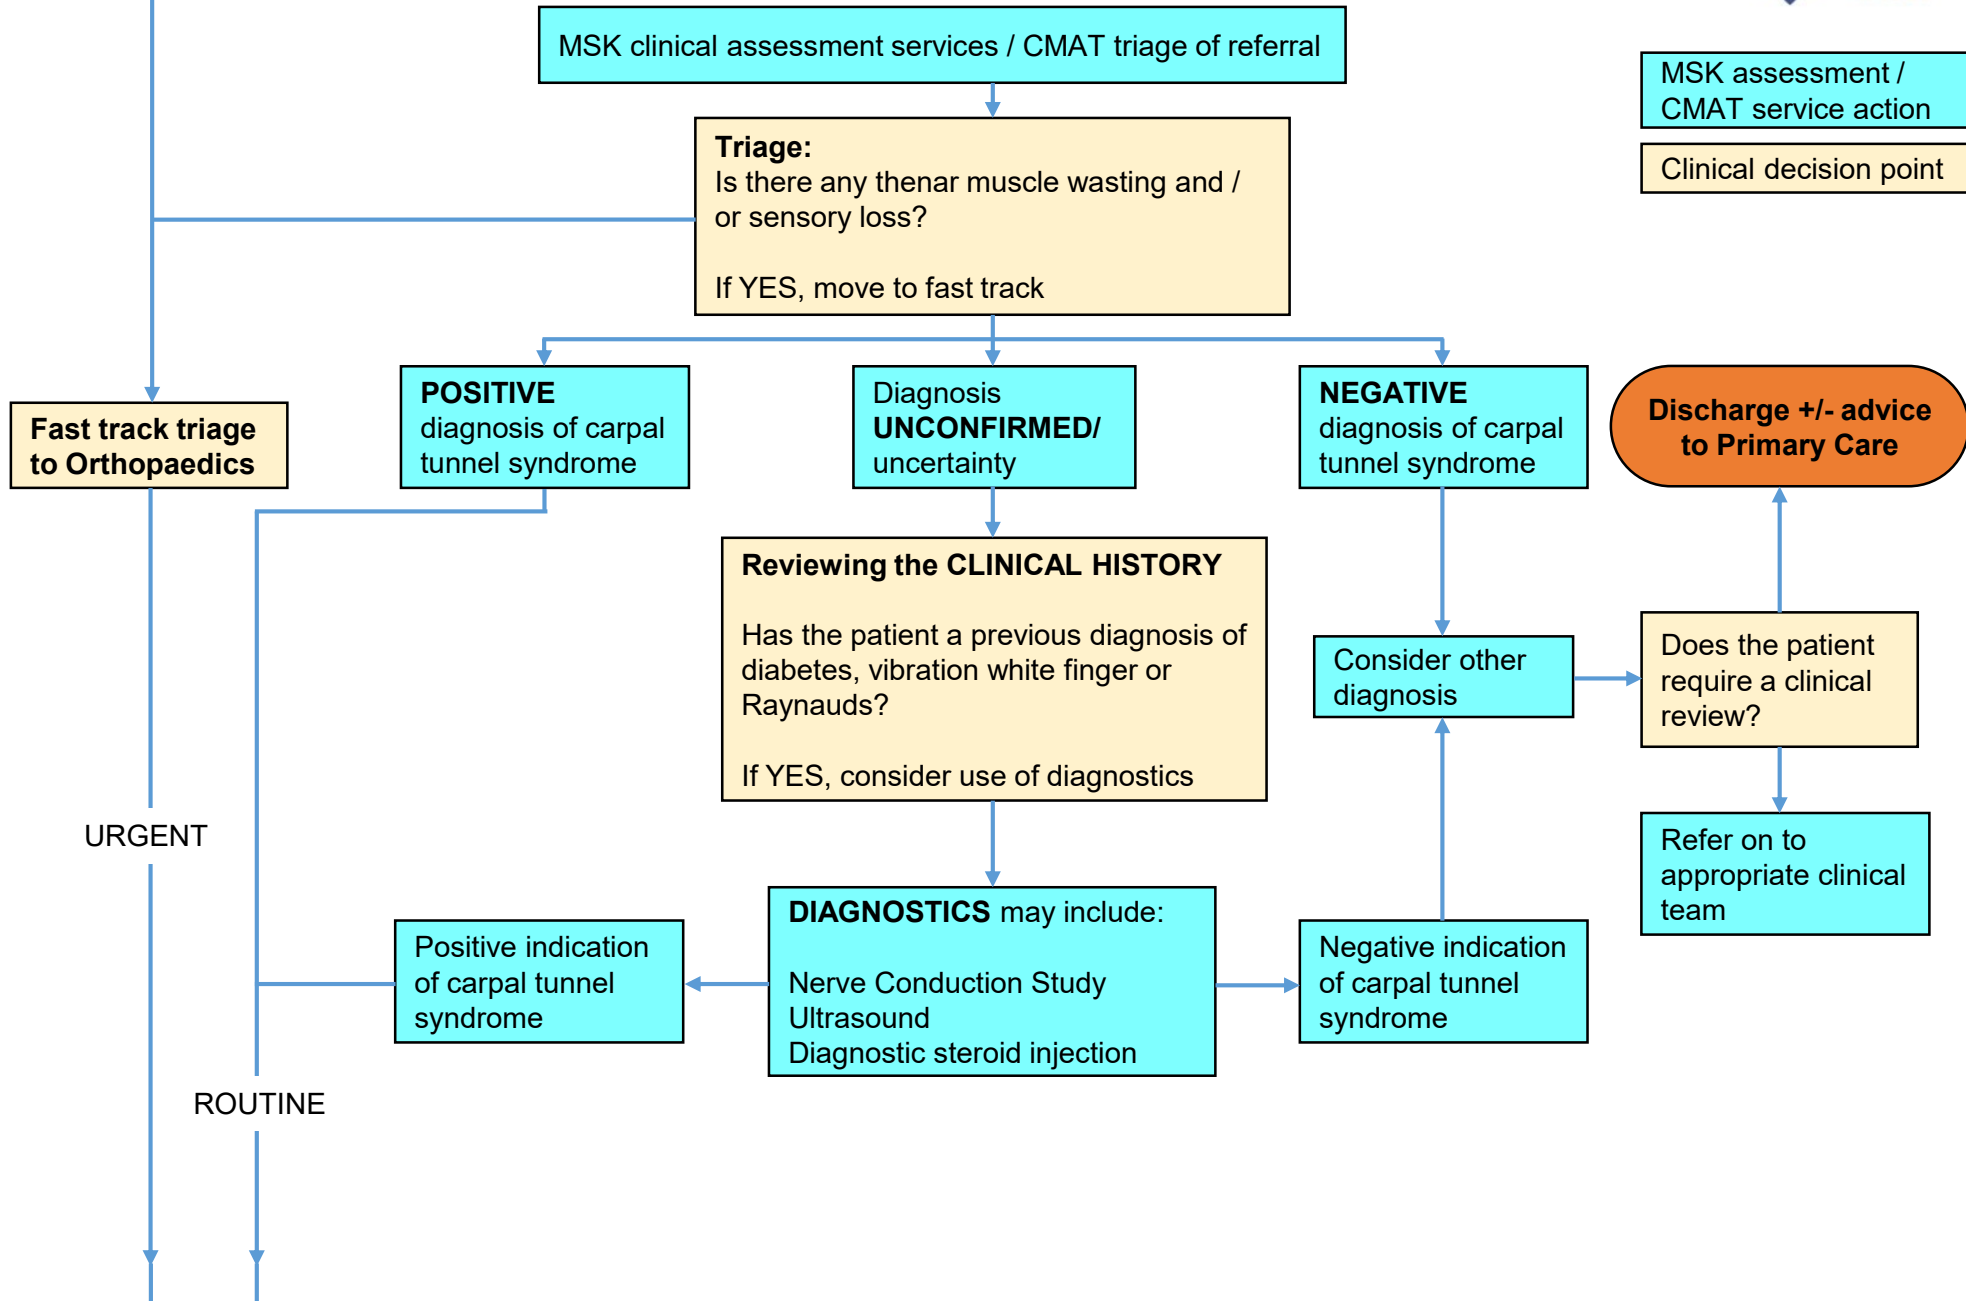 MSK clinical assessment services / CMAT triage of referral
MSK assessment /
CMAT service action
Clinical decision point
Triage:
Is there any thenar muscle wasting and /
or sensory loss?
If YES, move to fast track
Fast track triage
to Orthopaedics
POSITIVE
diagnosis of carpal
tunnel syndrome
Diagnosis
UNCONFIRMED/
uncertainty
NEGATIVE
diagnosis of carpal
tunnel syndrome
Discharge +/- advice
to Primary Care
Reviewing the CLINICAL HISTORY
Has the patient a previous diagnosis of
diabetes, vibration white finger or
Raynauds?
If YES, consider use of diagnostics
Consider other
diagnosis
Does the patient
require a clinical
review?
URGENT
Refer on to
appropriate clinical
team
Positive indication
of carpal tunnel
syndrome
DIAGNOSTICS may include:
Nerve Conduction Study
Ultrasound
Diagnostic steroid injection
Negative indication
of carpal tunnel
syndrome
ROUTINE